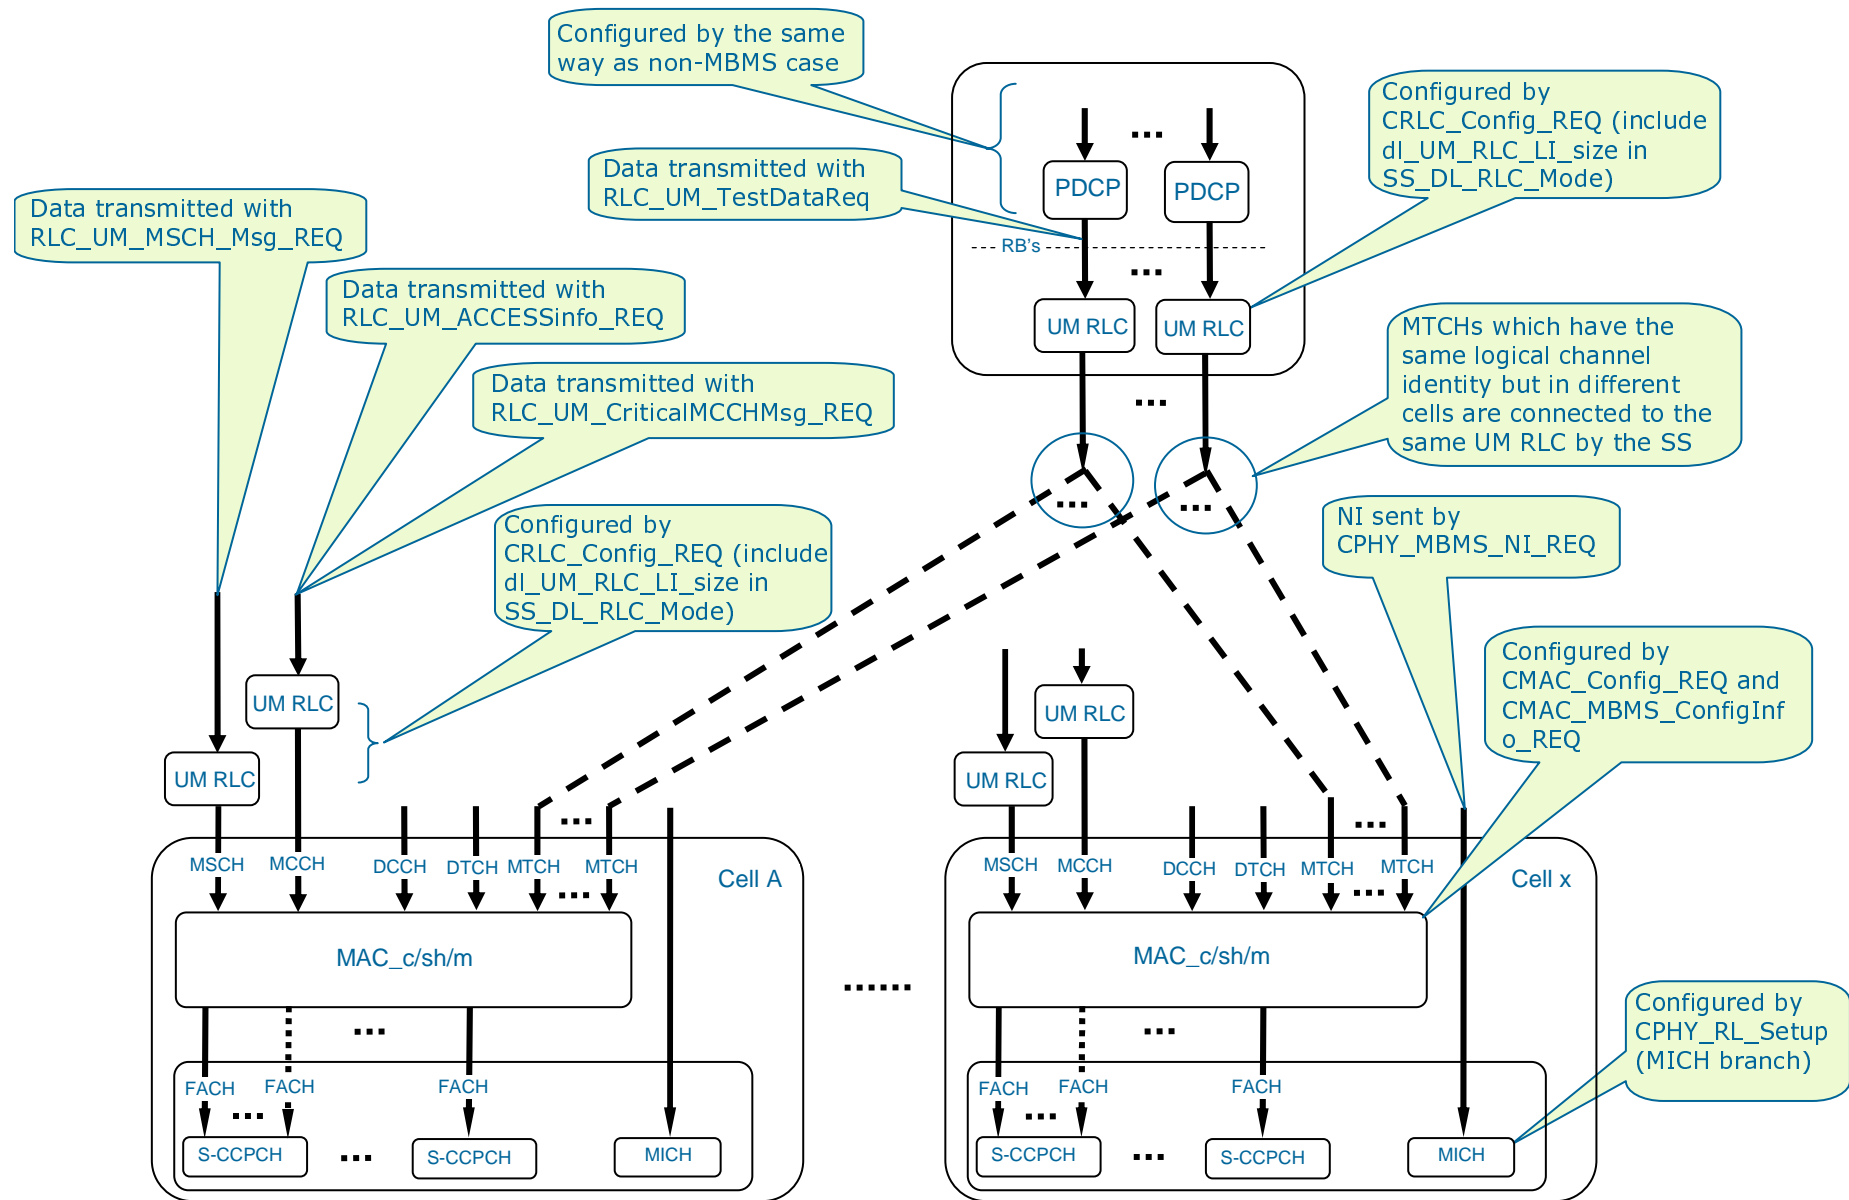 Configured by the same
way as non-MBMS case
Data transmitted with
RLC_UM_TestDataReq
Configured by
CRLC_Config_REQ (include
dl_UM_RLC_LI_size in
SS_DL_RLC_Mode)
PDCP
PDCP
RB's
UM RLC
UM RLC
Data transmitted with
RLC_UM_MSCH_Msg_REQ
Data transmitted with
RLC_UM_ACCESSinfo_REQ
Data transmitted with
RLC_UM_CriticalMCCHMsg_REQ
MTCHs which have the
same logical channel
identity but in different
cells are connected to the
same UM RLC by the SS
Configured by
CRLC_Config_REQ (include
dl_UM_RLC_LI_size in
SS_DL_RLC_Mode)
NI sent by
CPHY_MBMS_NI_REQ
Configured by
CMAC_Config_REQ and
CMAC_MBMS_ConfigInf
o_REQ
UM RLC
UM RLC
UM RLC
UM RLC
MSCH
MCCH
DCCH
DTCH
MTCH
MTCH
Cell A
MSCH
MCCH
DCCH
DTCH
MTCH
MTCH
Cell x
MAC_c/sh/m
MAC_c/sh/m
Configured by
CPHY_RL_Setup
(MICH branch)
FACH
FACH
FACH
FACH
FACH
FACH
S-CCPCH
S-CCPCH
MICH
S-CCPCH
S-CCPCH
MICH